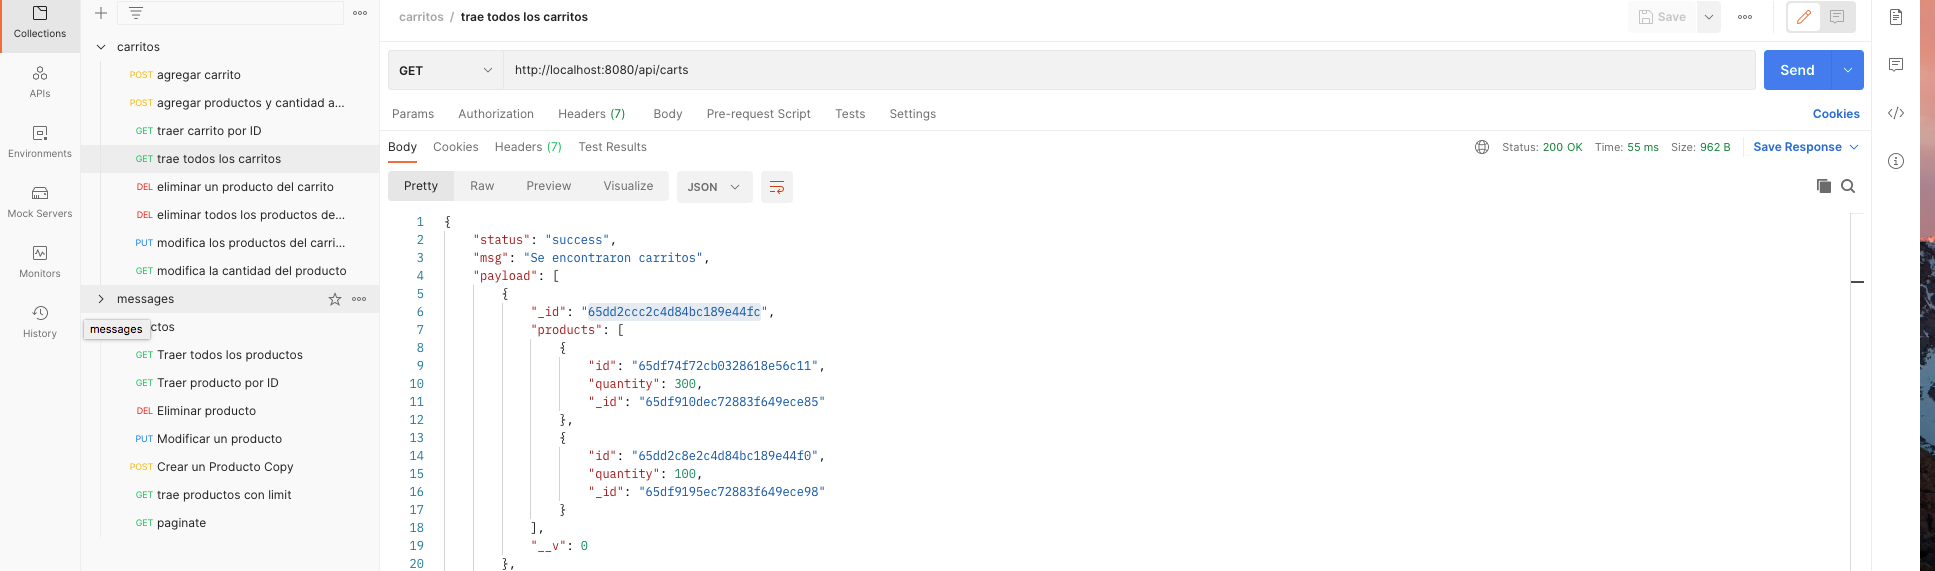 Collections
APIs
Environments
Mock Servers
Monitors
History
carritos
POST agregar carrito
POST agregar productos y cantidad a...
GET traer carrito por ID
GET trae todos los carritos
DEL eliminar un producto del carrito
DEL eliminar todos los productos de...
PUT modifica los productos del carri...
GET modifica la cantidad del producto
messages
ctos
messages
GET Traer todos los productos
GET Traer producto por ID
DEL Eliminar producto
PUT Modificar un producto
POST Crear un Producto Copy
GET trae productos con limit
GET paginate
carritos / trae todos los carritos
Save
GET http://localhost:8080/api/carts
Send
Params Authorization Headers (7) Body Pre-request Script Tests Settings
Cookies
Body Cookies Headers (7) Test Results
Status: 200 OK Time: 55 ms Size: 962 B Save Response
Pretty Raw Preview Visualize JSON
1 {
2 "status": "success",
3 "msg": "Se encontraron carritos",
4 "payload": [
5 {
6 "_id": "65dd2ccc2c4d84bc189e44fc",
7 "products": [
8 {
9 "id": "65df74f72cb0328618e56c11",
10 "quantity": 300,
11 "_id": "65df910dec72883f649ece85"
12 },
13 {
14 "id": "65dd2c8e2c4d84bc189e44f0",
15 "quantity": 100,
16 "_id": "65df9195ec72883f649ece98"
17 }
18 ],
19 "__v": 0
20 },